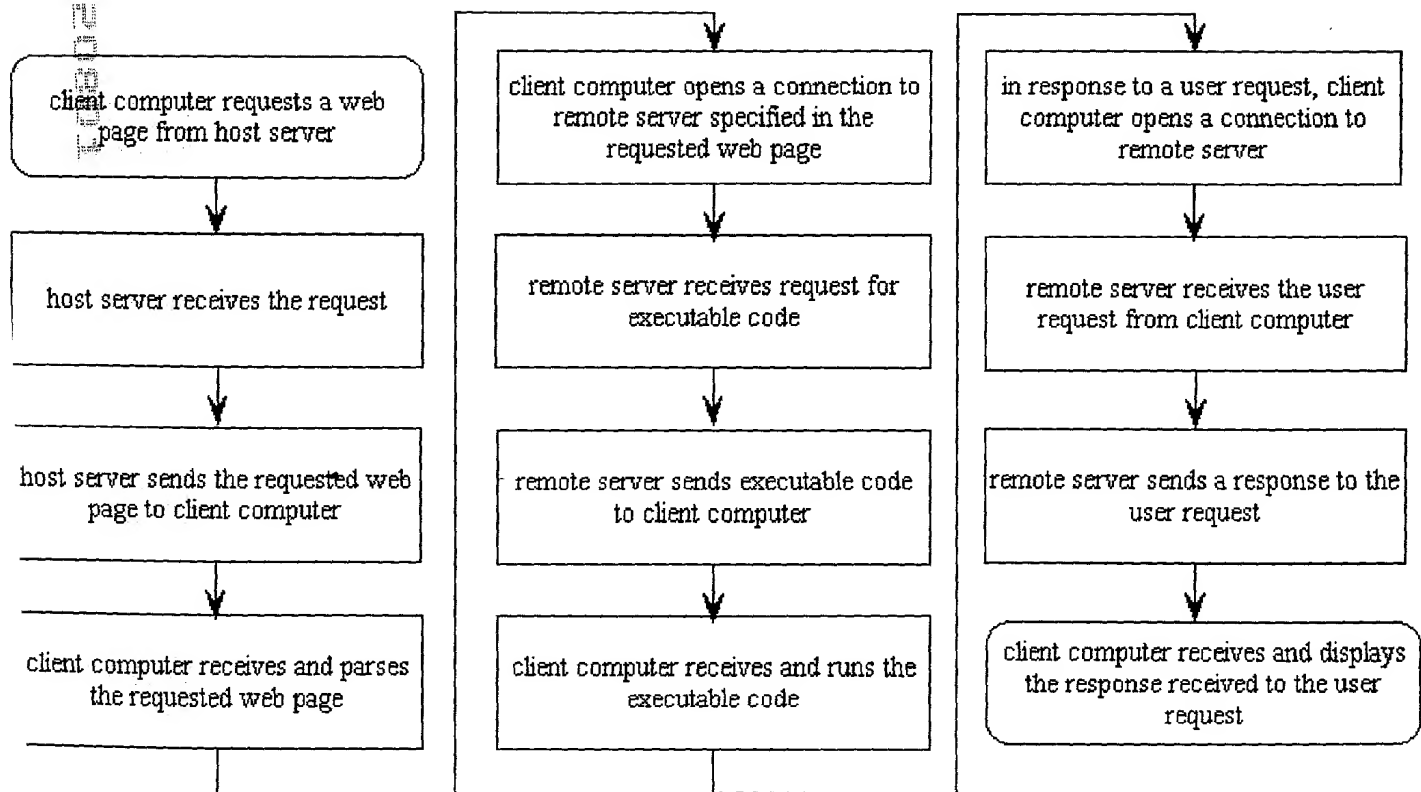 client computer requests a web
page from host server
host server receives the request
host server sends the requested web
page to client computer
client computer receives and parses
the requested web page
client computer opens a connection to
remote server specified in the
requested web page
remote server receives request for
executable code
remote server sends executable code
to client computer
client computer receives and runs the
executable code
in response to a user request, client
computer opens a connection to
remote server
remote server receives the user
request from client computer
remote server sends a response to the
user request
client computer receives and displays
the response received to the user
request